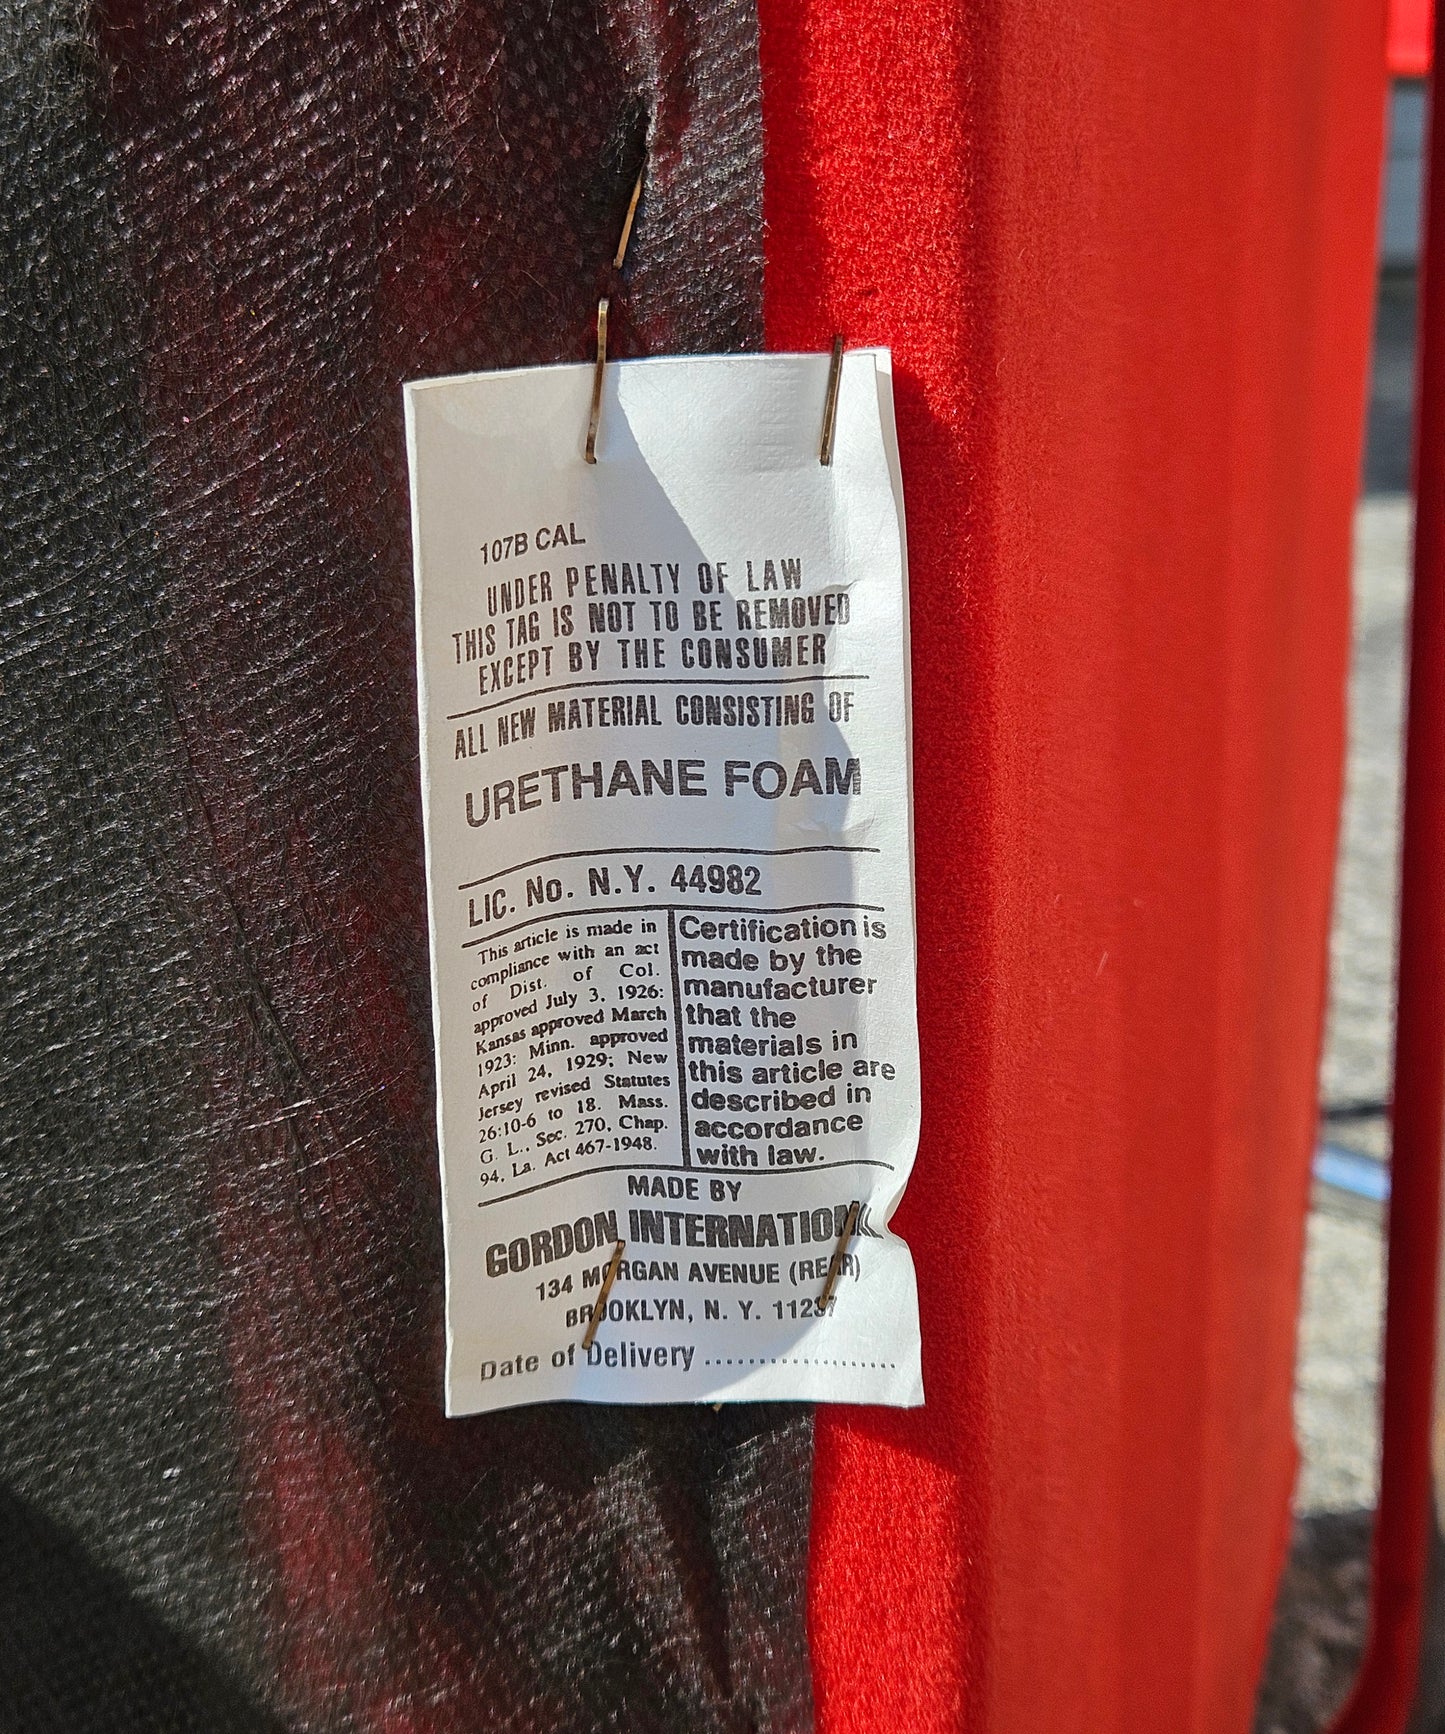 107B CAL
UNDER PENALTY OF LAW
THIS TAG IS NOT TO BE REMOVED
EXCEPT BY THE CONSUMER
ALL NEW MATERIAL CONSISTING OF
URETHANE FOAM
LIC. No. N.Y. 44982
This article is made in
compliance with an act
of Dist. of Col.
approved July 3, 1926:
Kansas approved March
1923: Minn. approved
April 24, 1929; New
Jersey revised Statutes
26:10-6 to 18. Mass.
G. L.. Sec. 270, Chap.
94, La. Act 467-1948.
Certification is
made by the
manufacturer
that the
materials in
this article are
described in
accordance
with law.
MADE BY
GORDON INTERNATIONAL
134 MORGAN AVENUE (REAR)
BROOKLYN, N. Y. 11237
Date of Delivery .....................